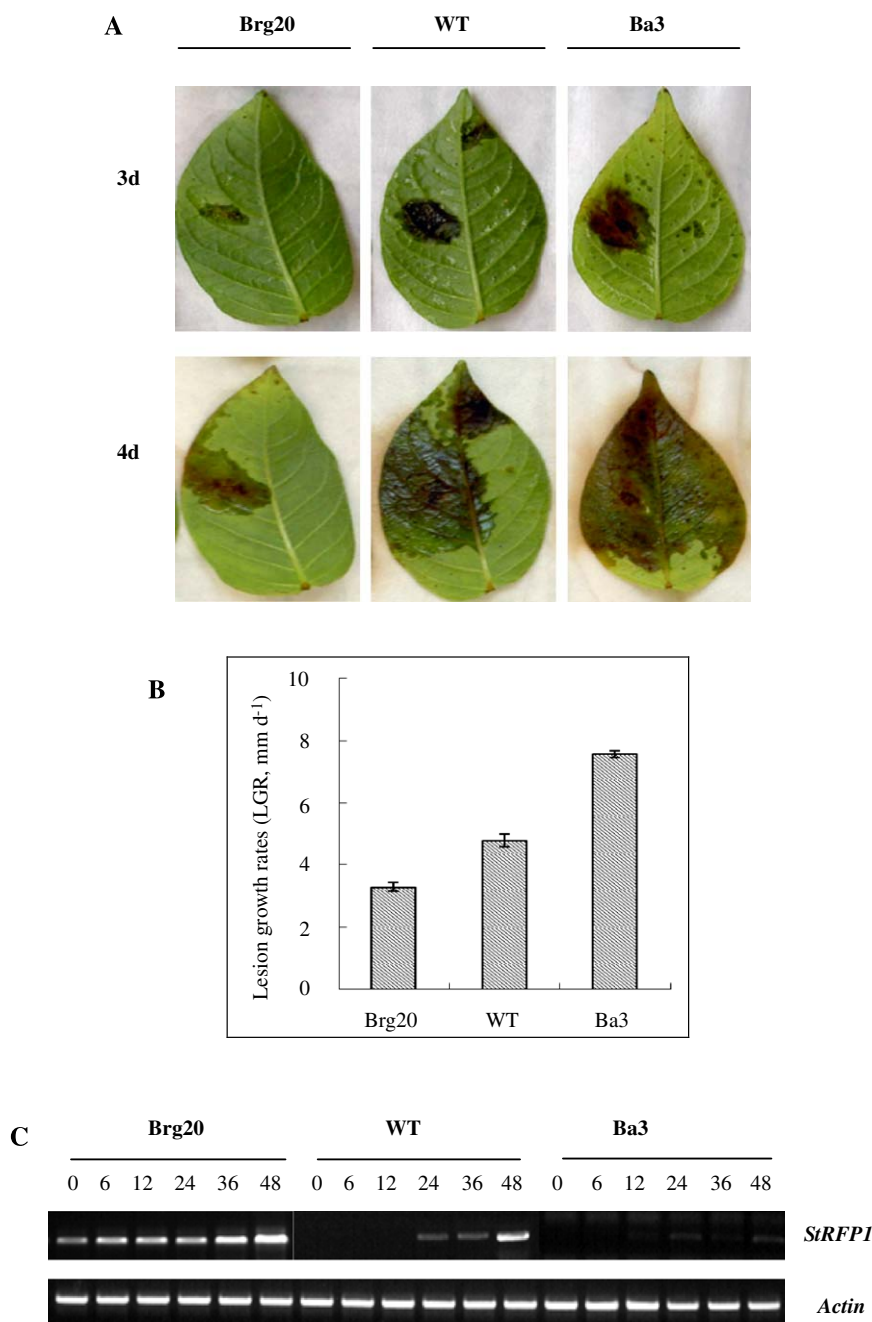 A
Brg20 WT Ba3
3d
4d
B
Lesion growth rates (LGR, mm d-1)
10
8
6
4
2
0
Brg20 WT Ba3
C
Brg20 WT Ba3
0 6 12 24 36 48 0 6 12 24 36 48 0 6 12 24 36 48
StRFP1
Actin